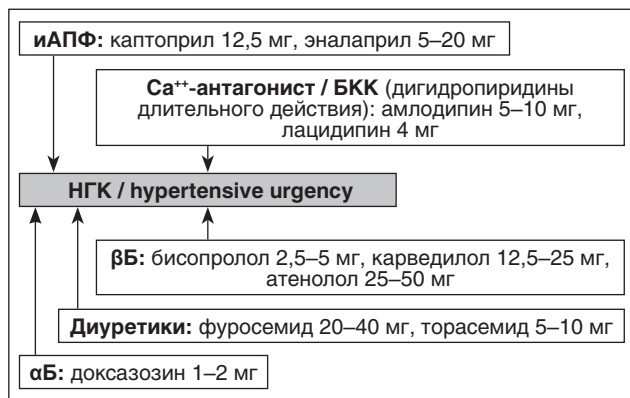 иАПФ: каптоприл 12,5 мг, эналаприл 5–20 мг
Ca⁺⁺-антагонист / БКК (дигидропиридины
длительного действия): амлодипин 5–10 мг,
лацидипин 4 мг
НГК / hypertensive urgency
βБ: бисопролол 2,5–5 мг, карведилол 12,5–25 мг,
атенолол 25–50 мг
Диуретики: фуросемид 20–40 мг, торасемид 5–10 мг
αБ: доксазозин 1–2 мг